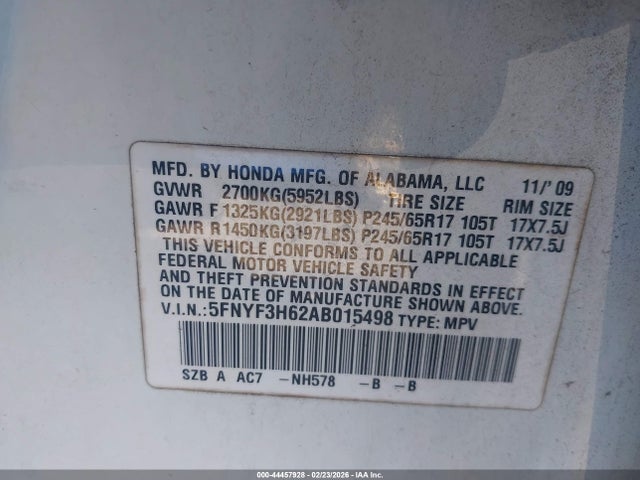 MFD. BY HONDA MFG. OF ALABAMA, LLC 11/'09
GVWR 2700KG(5952LBS) TIRE SIZE RIM SIZE
GAWR F 1325KG(2921LBS) P245/65R17 105T 17X7.5J
GAWR R1450KG(3197LBS) P245/65R17 105T 17X7.5J
THIS VEHICLE CONFORMS TO ALL APPLICABLE
FEDERAL MOTOR VEHICLE SAFETY
AND THEFT PREVENTION STANDARDS IN EFFECT
ON THE DATE OF MANUFACTURE SHOWN ABOVE.
V.I.N.:5FNYF3H62AB015498 TYPE: MPV
SZB A AC7 -NH578 -B -B
000-44457928 - 02/23/2026 - IAA Inc.